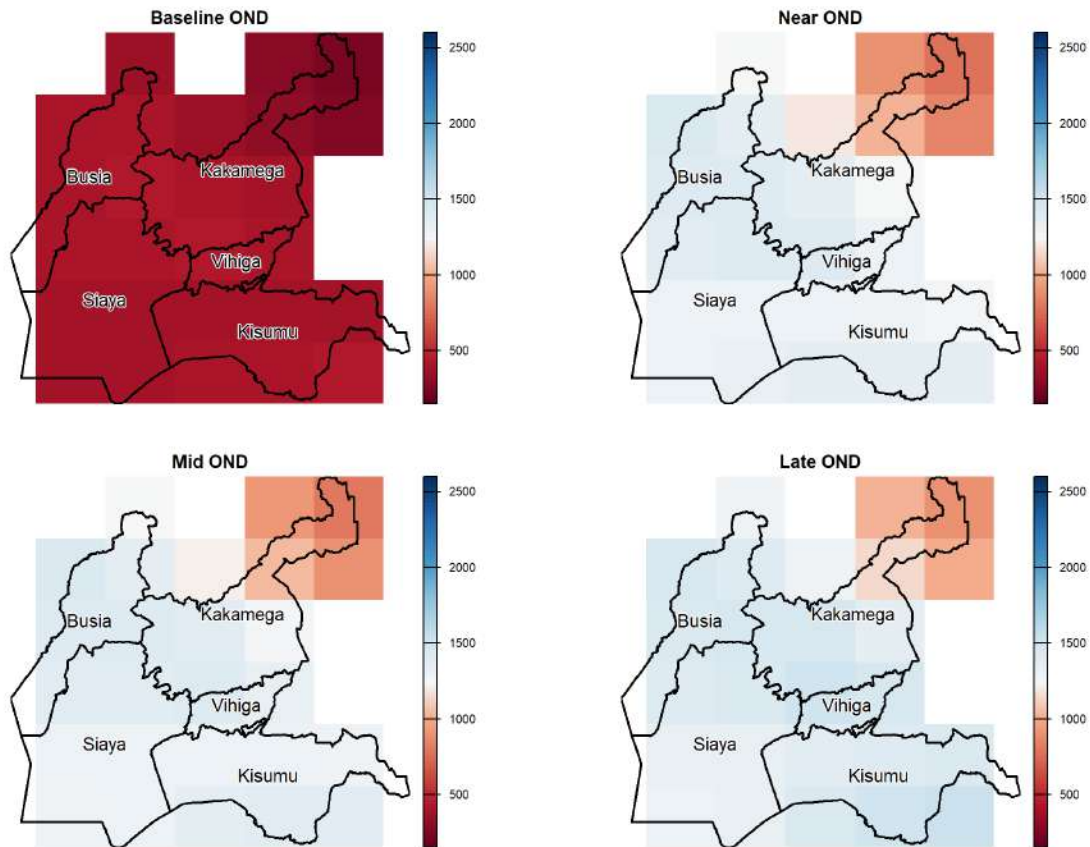 Baseline OND
2500
2000
1500
1000
500
Busia
Kakamega
Vihiga
Siaya
Kisumu
Near OND
2500
2000
1500
1000
500
Busia
Kakamega
Vihiga
Siaya
Kisumu
Mid OND
2500
2000
1500
1000
500
Busia
Kakamega
Vihiga
Siaya
Kisumu
Late OND
2500
2000
1500
1000
500
Busia
Kakamega
Vihiga
Siaya
Kisumu